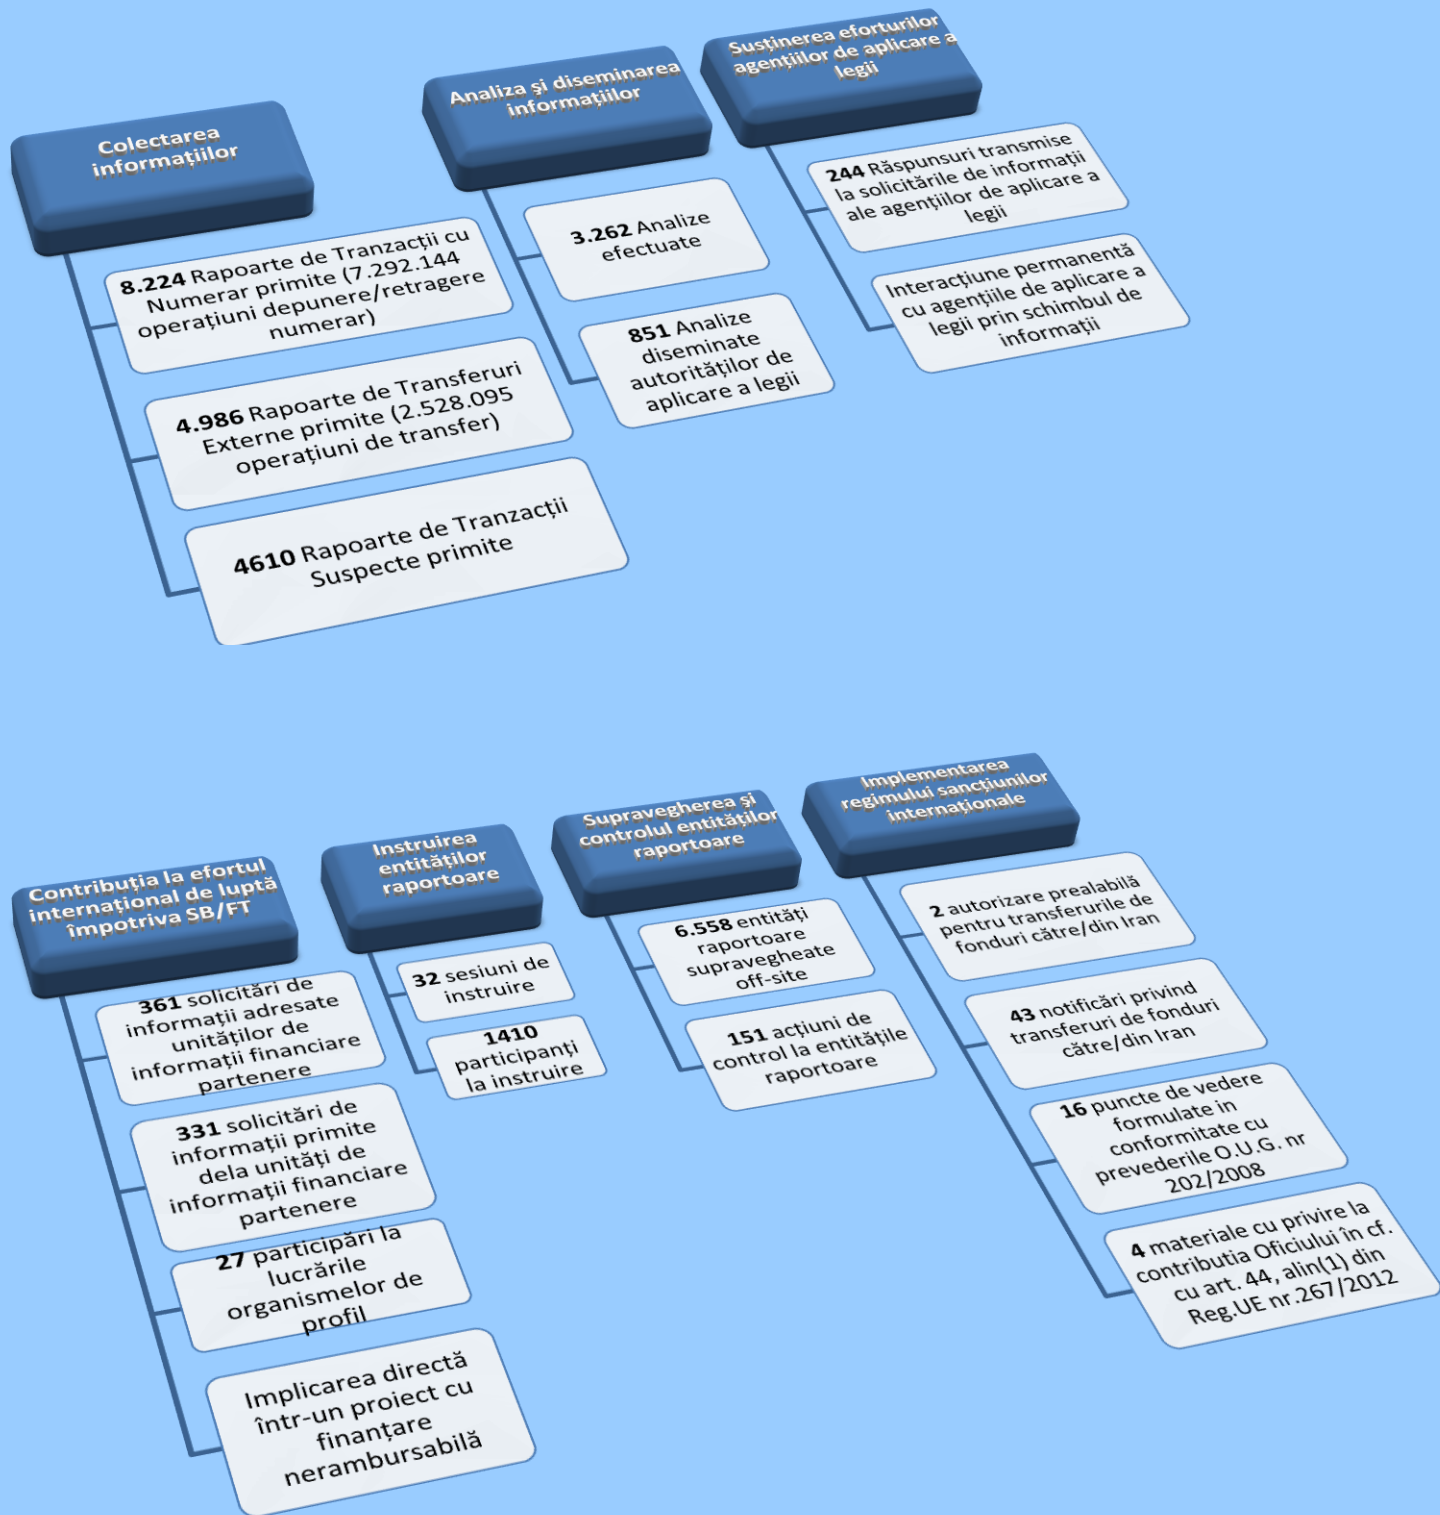 Colectarea
informațiilor
8.224 Rapoarte de Tranzacții cu
Numerar primite (7.292.144
operațiuni depunere/retragere
numerar)
4.986 Rapoarte de Transferuri
Externe primite (2.528.095
operațiuni de transfer)
4610 Rapoarte de Tranzacții
Suspecte primite
Analiza şi diseminarea
informațiilor
3.262 Analize
efectuate
851 Analize
diseminate
autorităților de
aplicare a legii
Susținerea eforturilor
agențiilor de aplicare a
legii
244 Răspunsuri transmise
la solicitările de informații
ale agențiilor de aplicare a
legii
Interacțiune permanentă
cu agențiile de aplicare a
legii prin schimbul de
informații
Contribuția la efortul
internațional de luptă
împotriva SB/FT
361 solicitări de
informații adresate
unităților de
informații financiare
partenere
331 solicitări de
informații primite
dela unități de
informații financiare
partenere
27 participări la
lucrările
organismelor de
profil
Implicarea directă
într-un proiect cu
finanțare
nerambursabilă
Instruirea
entităților
raportoare
32 sesiuni de
instruire
1410
participanți
la instruire
Supravegherea şi
controlul entităților
raportoare
6.558 entități
raportoare
supravegheate
off-site
151 acțiuni de
control la entitățile
raportoare
Implementarea
regimului sancțiunilor
internaționale
2 autorizare prealabilă
pentru transferurile de
fonduri către/din Iran
43 notificări privind
transferuri de fonduri
către/din Iran
16 puncte de vedere
formulate in
conformitate cu
prevederile O.U.G. nr
202/2008
4 materiale cu privire la
contributia Oficiului în cf.
cu art. 44, alin(1) din
Reg.UE nr.267/2012